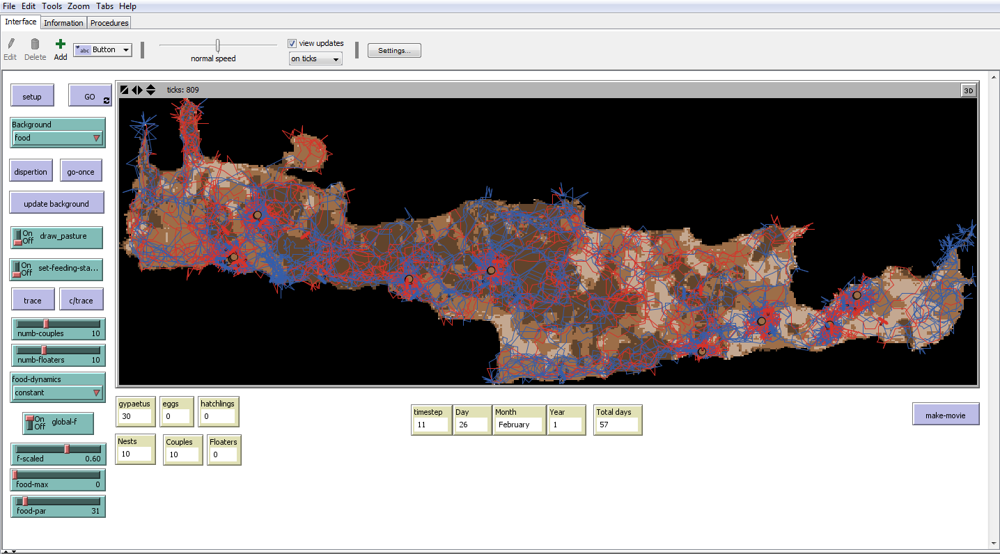 File Edit Tools Zoom Tabs Help
Interface Information Procedures
Edit Delete Add abc Button normal speed view updates on ticks Settings...
ticks: 809 3D
setup GO
Background
food
dispertion go-once
update background
On Off draw_pasture
On Off set-feeding-sta...
trace c/trace
numb-couples 10
numb-floaters 10
food-dynamics
constant
On Off global-f
f-scaled 0.60
food-max 0
food-par 31
gypaetus eggs hatchlings
30 0 0
Nests Couples Floaters
10 10 0
timestep Day Month Year Total days
11 26 February 1 57
make-movie